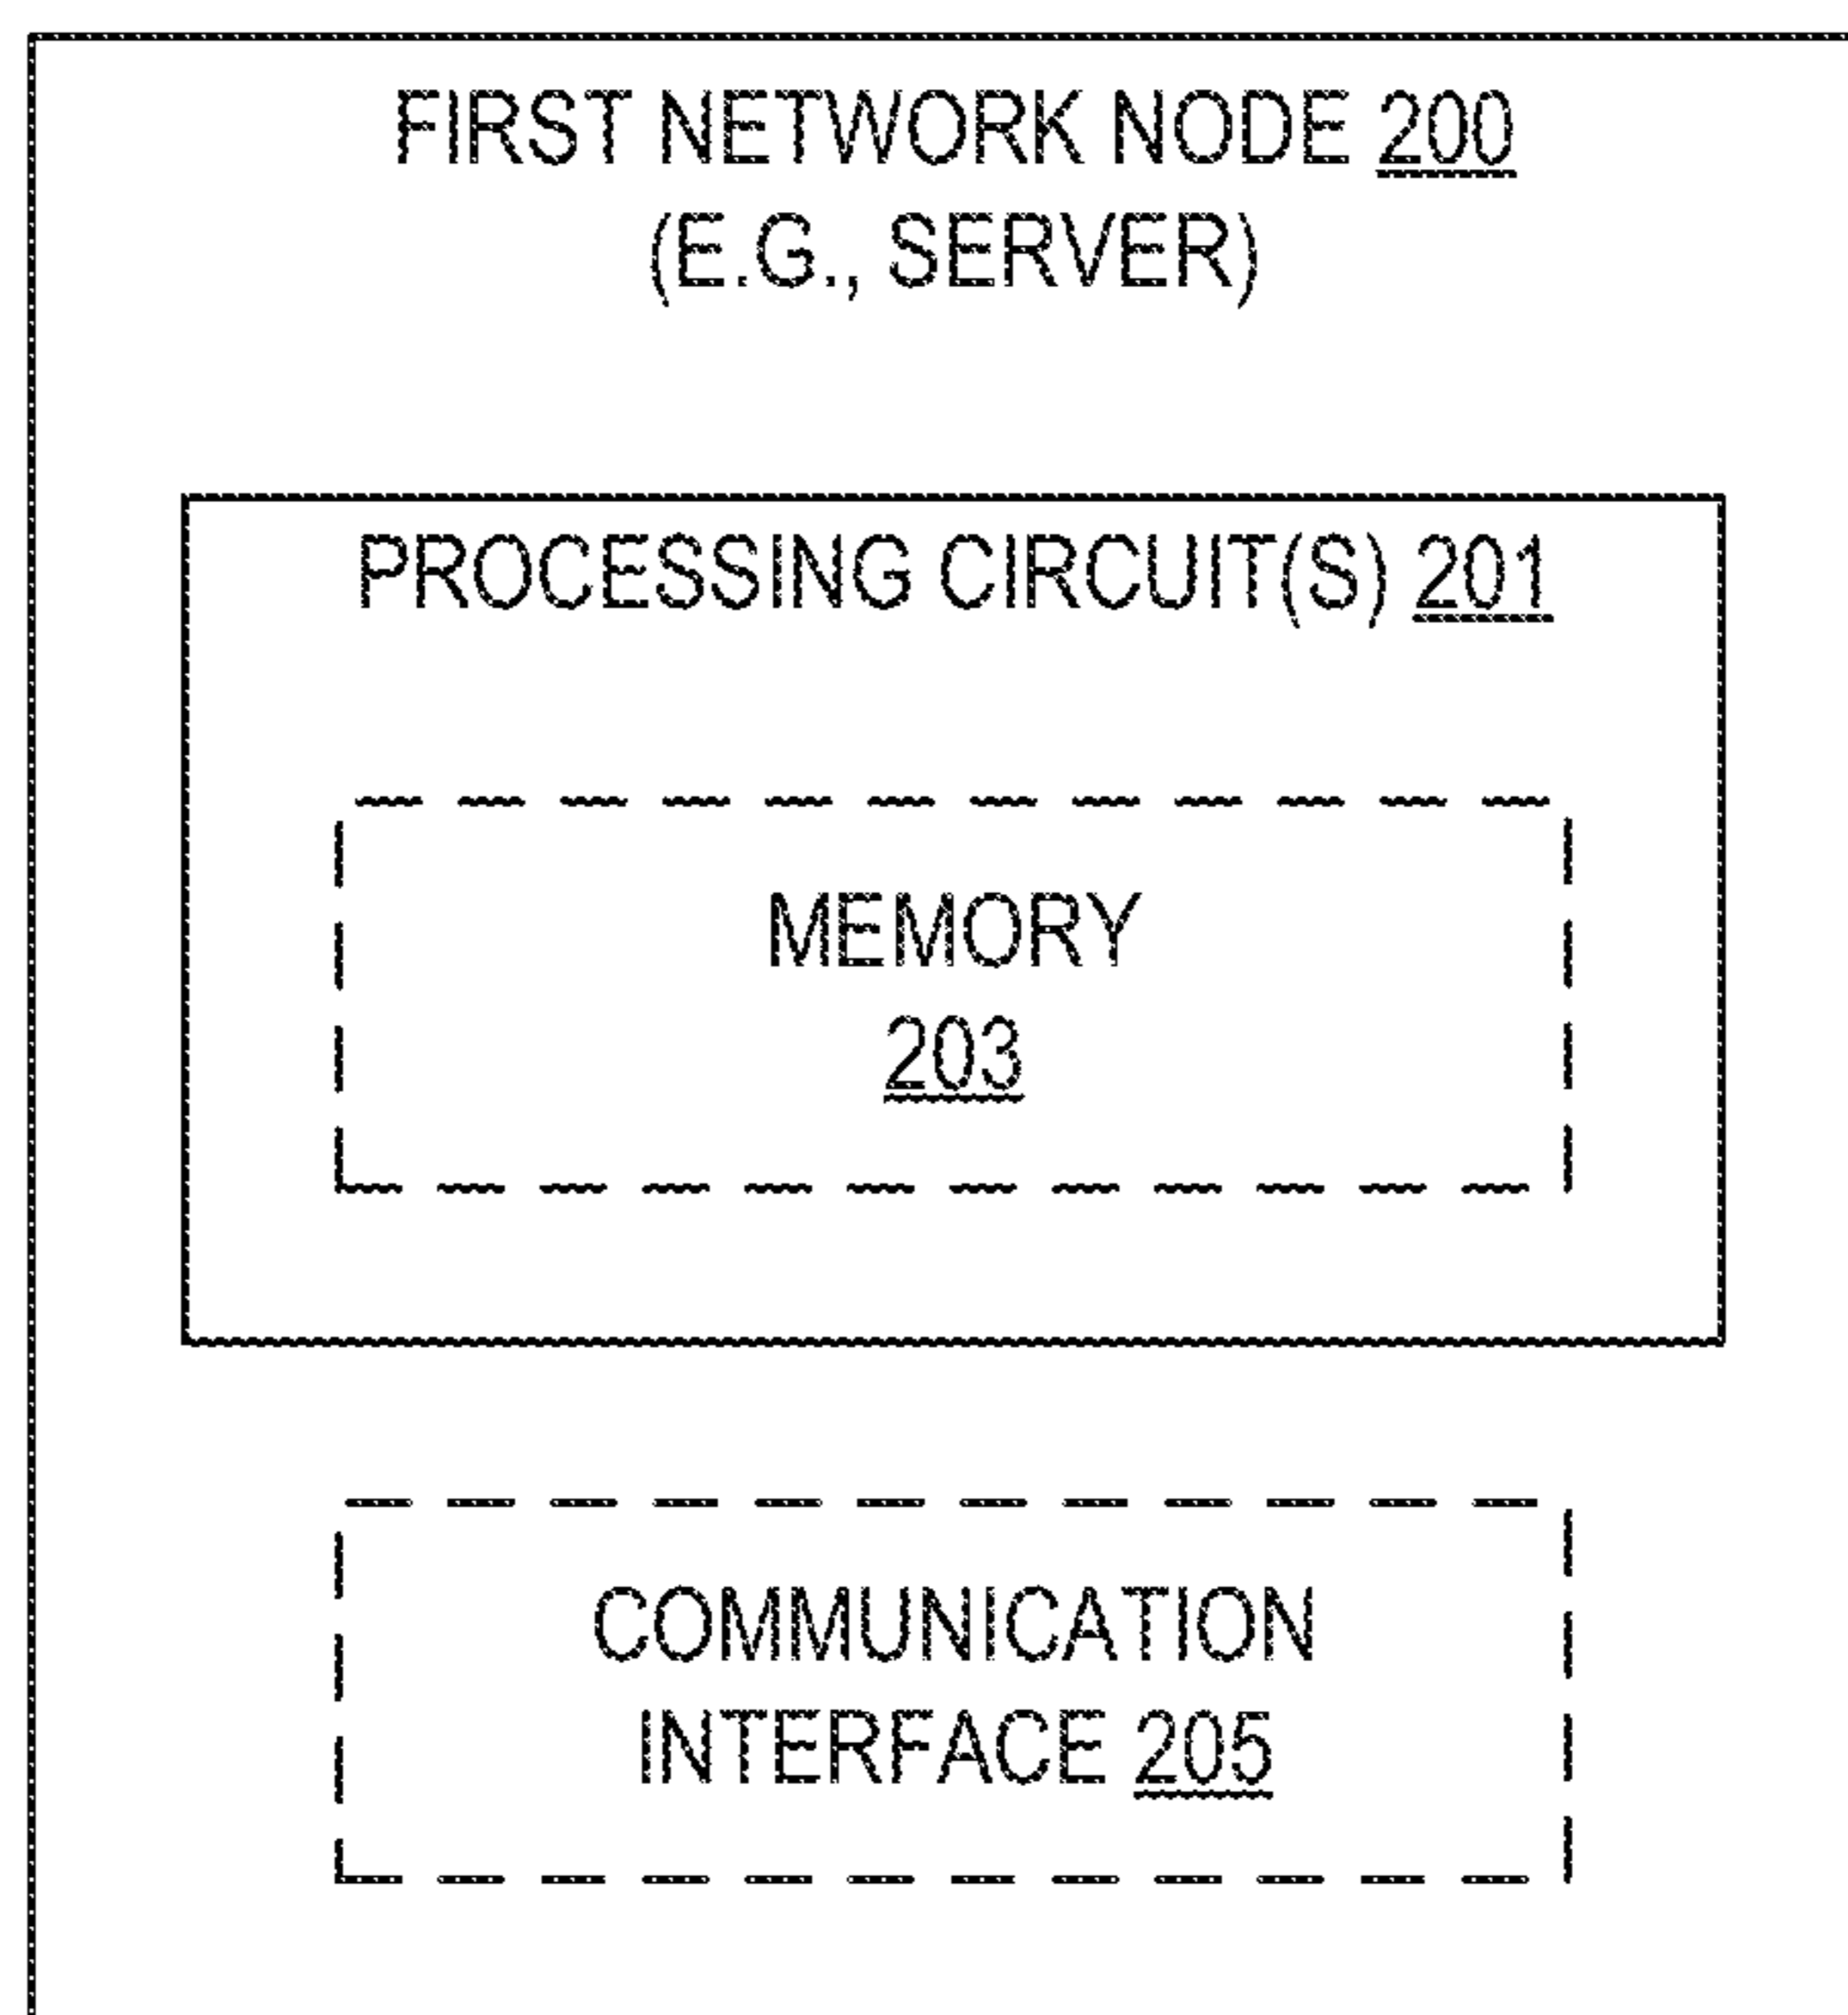 FIRST NETWORK NODE 200
(E.G., SERVER)
PROCESSING CIRCUIT(S) 201
MEMORY
203
COMMUNICATION
INTERFACE 205